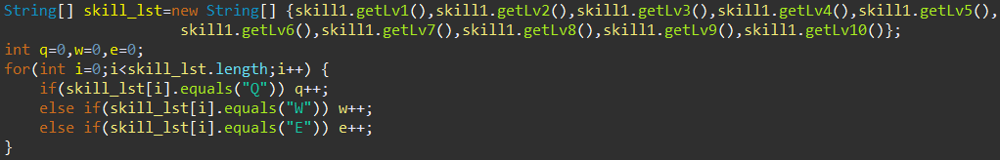 String[] skill_lst=new String[] {skill1.getLv1(),skill1.getLv2(),skill1.getLv3(),skill1.getLv4(),skill1.getLv5(),
skill1.getLv6(),skill1.getLv7(),skill1.getLv8(),skill1.getLv9(),skill1.getLv10()};
int q=0,w=0,e=0;
for(int i=0;i<skill_lst.length;i++) {
    if(skill_lst[i].equals("Q")) q++;
    else if(skill_lst[i].equals("W")) w++;
    else if(skill_lst[i].equals("E")) e++;
}